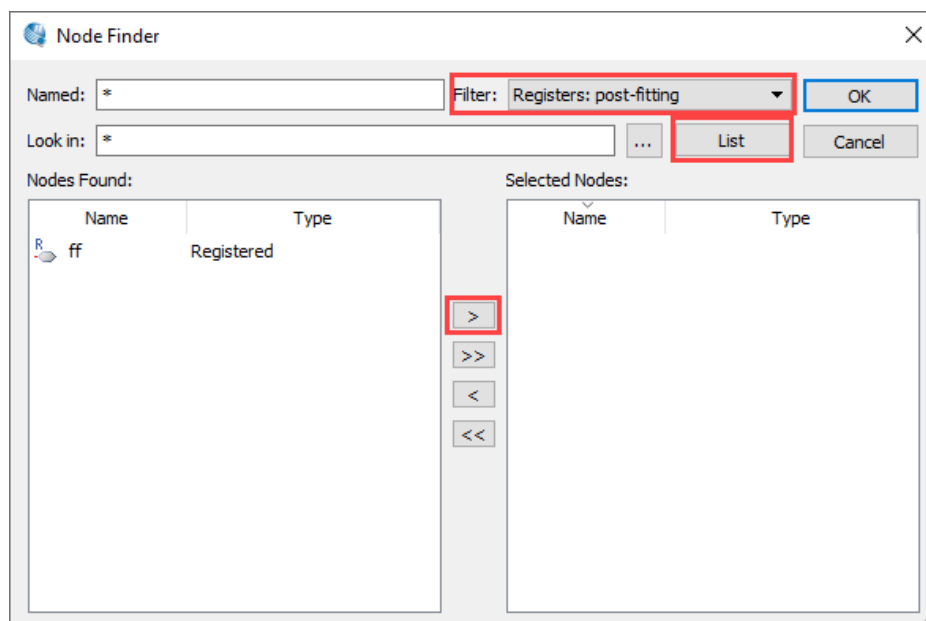 Node Finder
Named: * Filter: Registers: post-fitting OK
Look in: * ... List Cancel
Nodes Found: Selected Nodes:
Name Type Name Type
R ff Registered
>
>>
<
<<